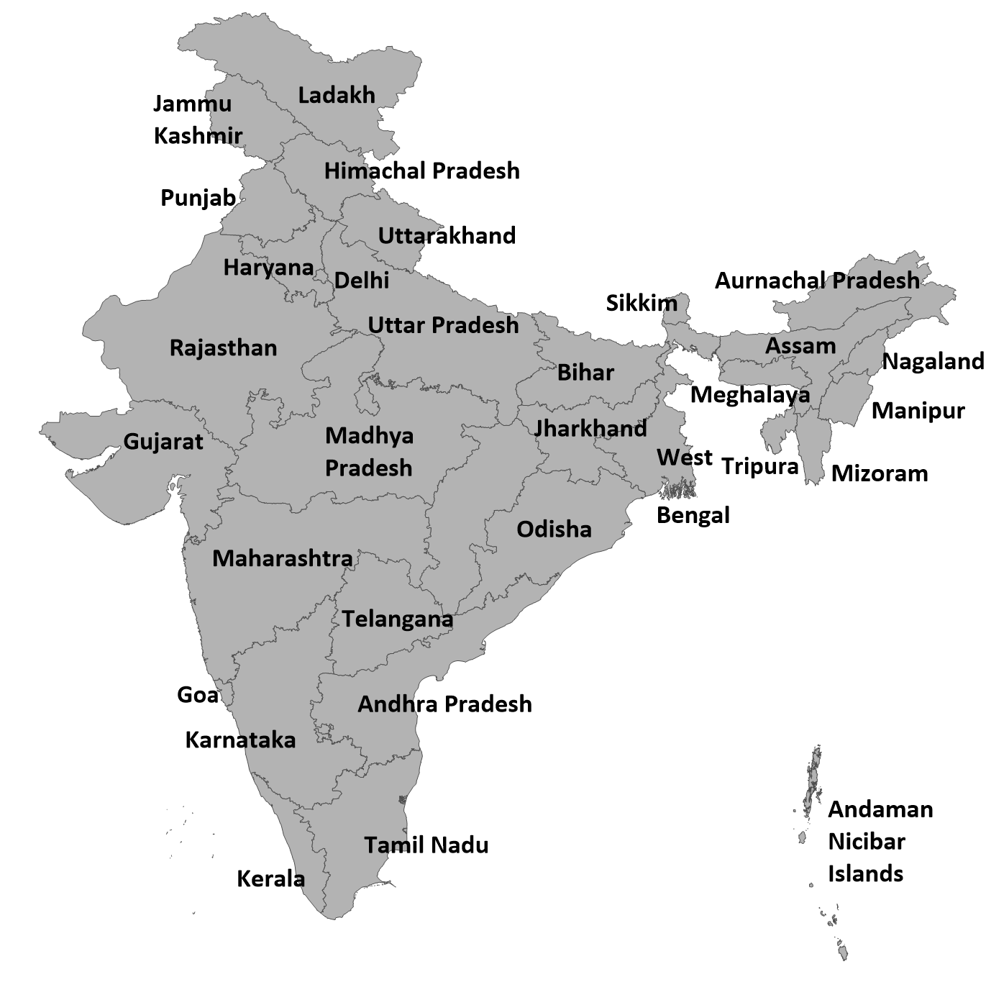 Ladakh
Jammu
Kashmir
Himachal Pradesh
Punjab
Uttarakhand
Haryana
Delhi
Aurnachal Pradesh
Sikkim
Uttar Pradesh
Rajasthan
Assam
Nagaland
Bihar
Meghalaya
Manipur
Gujarat
Madhya
Pradesh
Jharkhand
West
Bengal
Tripura
Mizoram
Odisha
Maharashtra
Telangana
Goa
Andhra Pradesh
Karnataka
Andaman
Nicibar
Islands
Tamil Nadu
Kerala